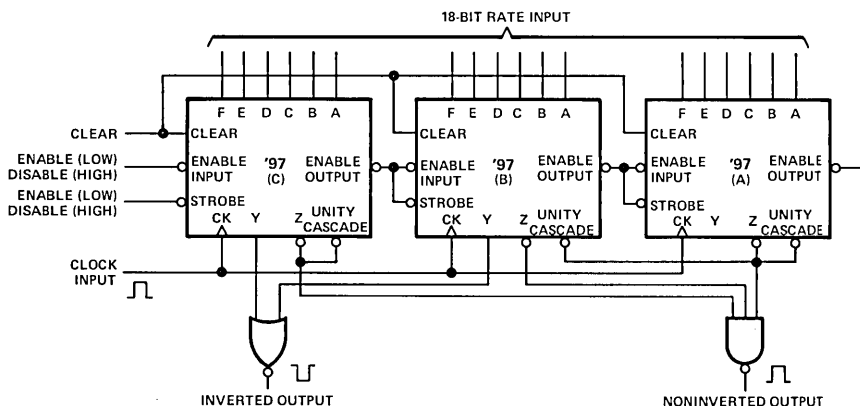 18-BIT RATE INPUT
F E D C B A
F E D C B A
F E D C B A
CLEAR
CLEAR
CLEAR
CLEAR
ENABLE (LOW)
DISABLE (HIGH)
ENABLE INPUT
'97 (C)
ENABLE OUTPUT
ENABLE INPUT
'97 (B)
ENABLE OUTPUT
ENABLE INPUT
'97 (A)
ENABLE OUTPUT
ENABLE (LOW)
DISABLE (HIGH)
STROBE
STROBE
STROBE
CK Y Z UNITY CASCADE
CK Y Z UNITY CASCADE
CK Y Z UNITY CASCADE
CLOCK
INPUT
INVERTED OUTPUT
NONINVERTED OUTPUT